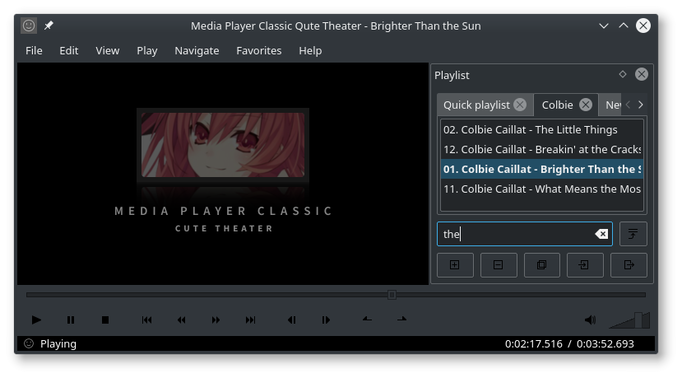 Media Player Classic Qute Theater - Brighter Than the Sun
File Edit View Play Navigate Favorites Help
Playlist
Quick playlist Colbie
02. Colbie Caillat - The Little Things
12. Colbie Caillat - Breakin' at the Cracks
01. Colbie Caillat - Brighter Than the
11. Colbie Caillat - What Means the Mos
the
MEDIA PLAYER CLASSIC
CUTE THEATER
Playing 0:02:17.516 / 0:03:52.693